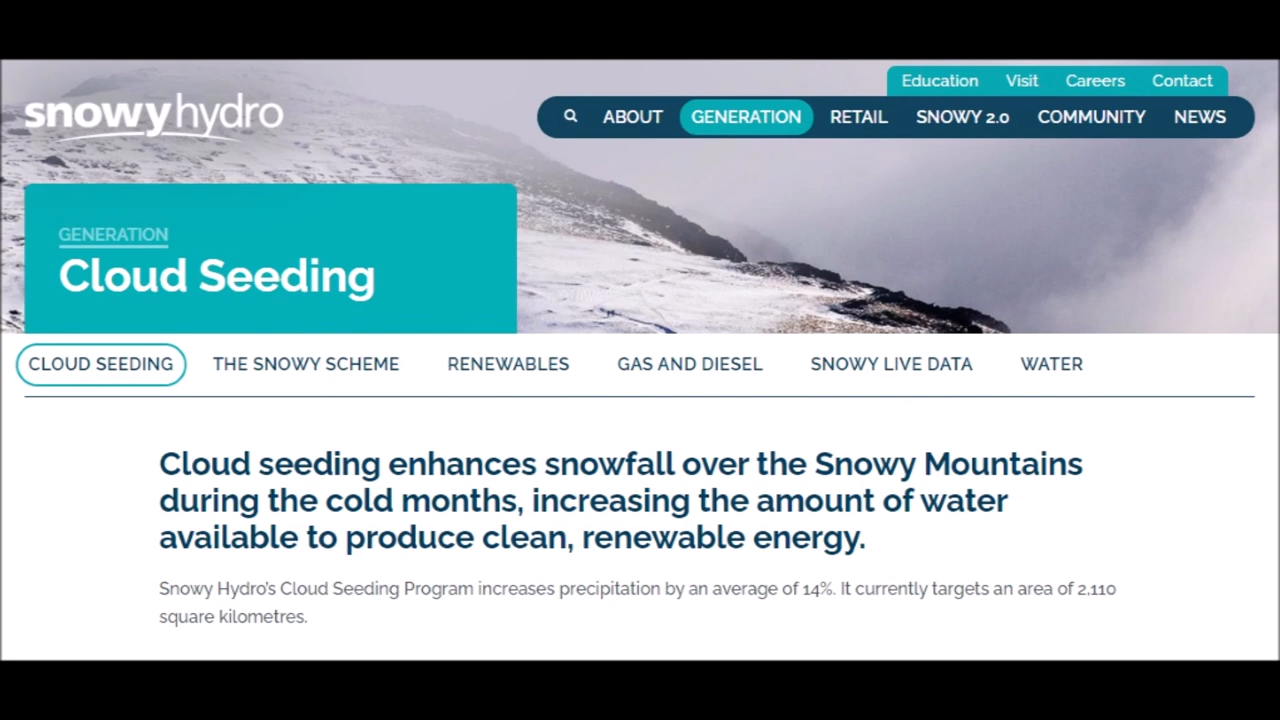 Education Visit Careers Contact
snowyhydro
ABOUT GENERATION RETAIL SNOWY 2.0 COMMUNITY NEWS
GENERATION
Cloud Seeding
CLOUD SEEDING THE SNOWY SCHEME RENEWABLES GAS AND DIESEL SNOWY LIVE DATA WATER
Cloud seeding enhances snowfall over the Snowy Mountains
during the cold months, increasing the amount of water
available to produce clean, renewable energy.
Snowy Hydro's Cloud Seeding Program increases precipitation by an average of 14%. It currently targets an area of 2,110
square kilometres.